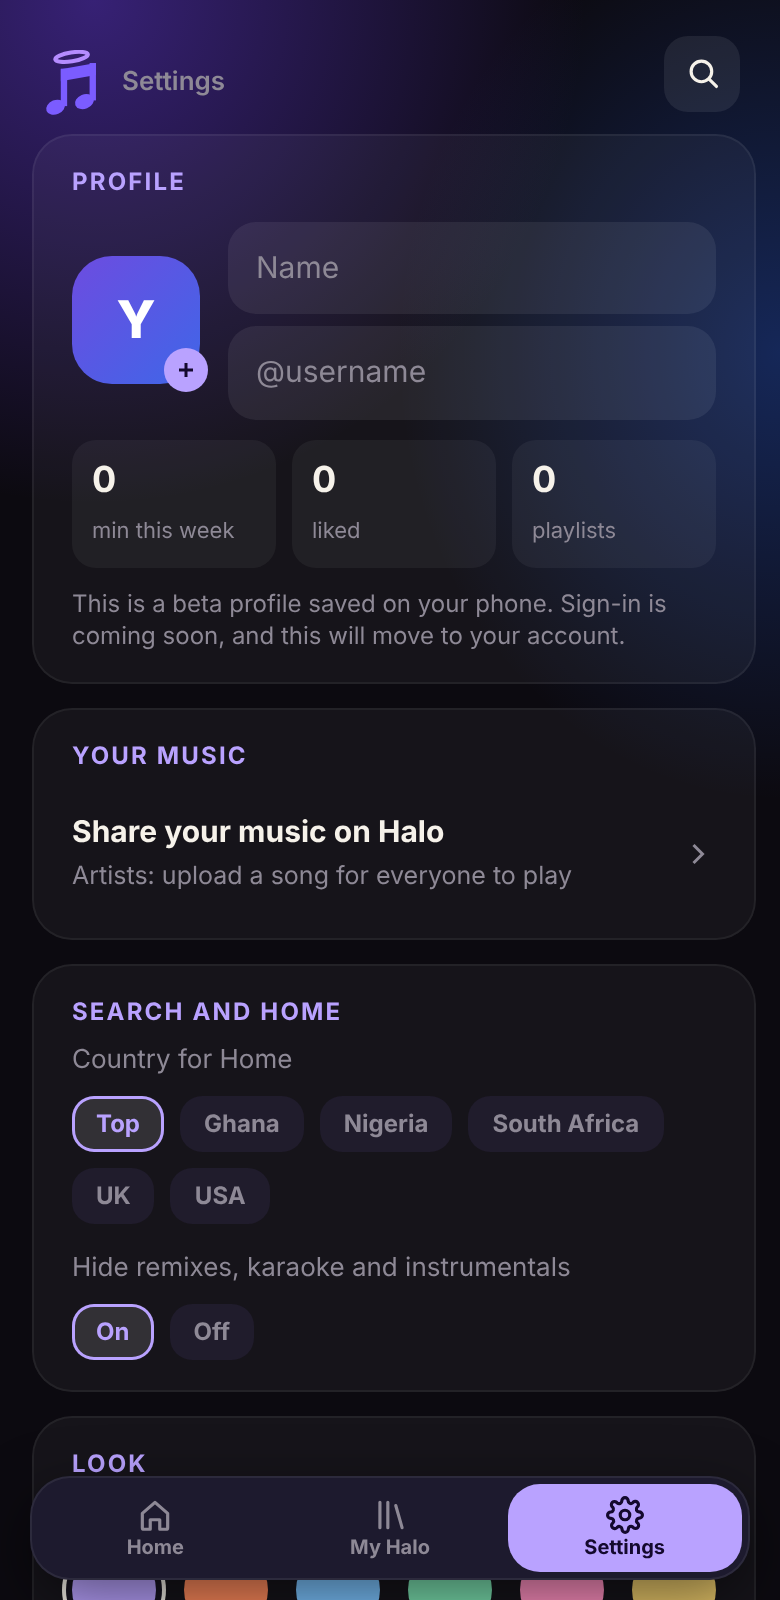 Settings
PROFILE
Y
+
Name
@username
0
min this week
0
liked
0
playlists
This is a beta profile saved on your phone. Sign-in is
coming soon, and this will move to your account.
YOUR MUSIC
Share your music on Halo
Artists: upload a song for everyone to play
SEARCH AND HOME
Country for Home
Top Ghana Nigeria South Africa
UK USA
Hide remixes, karaoke and instrumentals
On Off
LOOK
Home My Halo Settings